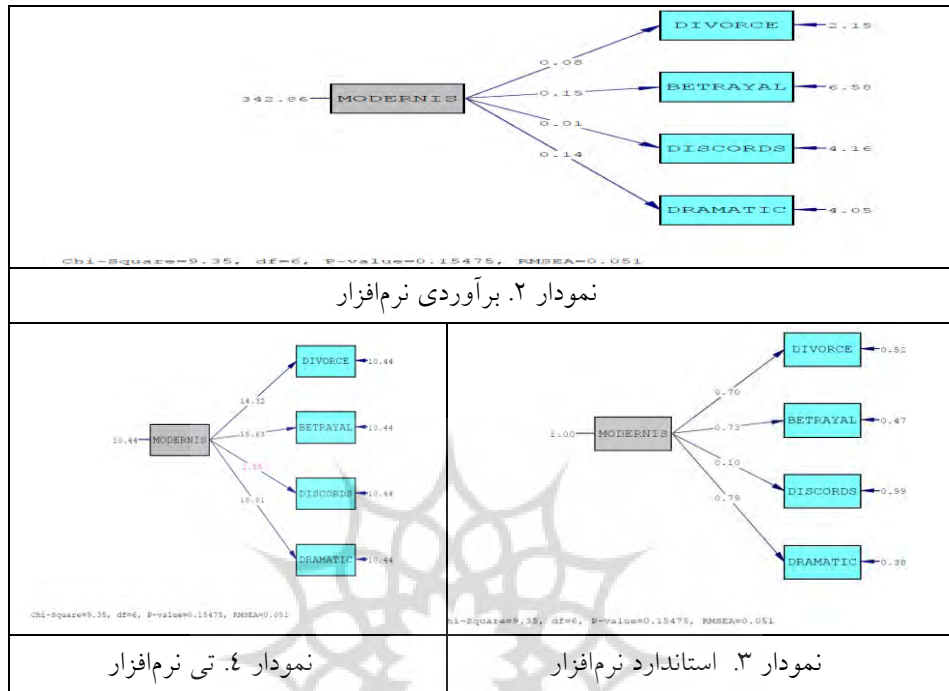 DIVORCE
2.15
0.08
342.86
MODERNIS
0.15
BETRAYAL
6.58
0.01
DISCORDS
4.16
0.14
DRAMATIC
4.05
Chi-Square=9.35, df=6, P-value=0.15475, RMSEA=0.051
نمودار ۲. برآوردی نرم‌افزار
DIVORCE
0.52
0.70
1.00
MODERNIS
0.73
BETRAYAL
0.47
0.10
DISCORDS
0.99
0.79
DRAMATIC
0.38
Chi-Square=9.35, df=6, P-value=0.15475, RMSEA=0.051
نمودار ۳. استاندارد نرم‌افزار
DIVORCE
10.44
14.32
10.44
MODERNIS
15.63
BETRAYAL
10.44
DISCORDS
10.44
DRAMATIC
10.44
Chi-Square=9.35, df=6, P-value=0.15475, RMSEA=0.051
نمودار ٤. تی نرم‌افزار